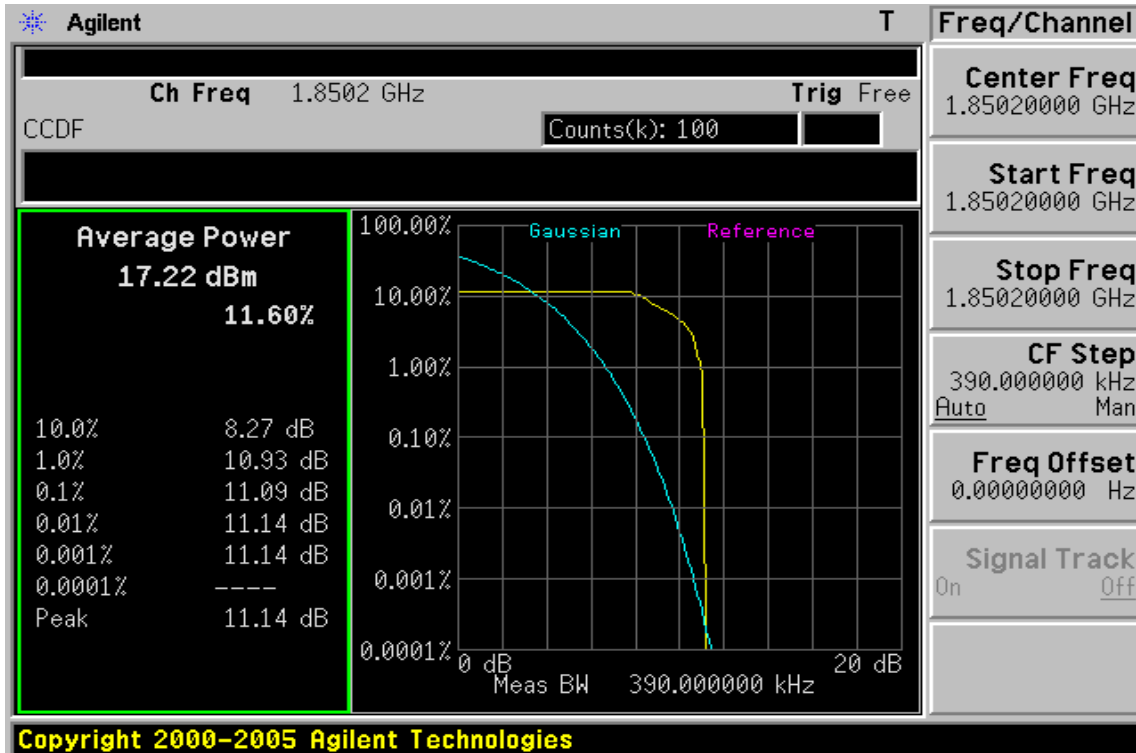 Agilent T Freq/Channel
Ch Freq 1.8502 GHz Trig Free
CCDF Counts(k): 100
Average Power
17.22 dBm
11.60%
10.0% 8.27 dB
1.0% 10.93 dB
0.1% 11.09 dB
0.01% 11.14 dB
0.001% 11.14 dB
0.0001% ----
Peak 11.14 dB
Gaussian Reference
100.00%
10.00%
1.00%
0.10%
0.01%
0.001%
0.0001%
0 dB 20 dB
Meas BW 390.000000 kHz
Center Freq
1.85020000 GHz
Start Freq
1.85020000 GHz
Stop Freq
1.85020000 GHz
CF Step
390.000000 kHz
Auto Man
Freq Offset
0.00000000 Hz
Signal Track
On Off
Copyright 2000-2005 Agilent Technologies